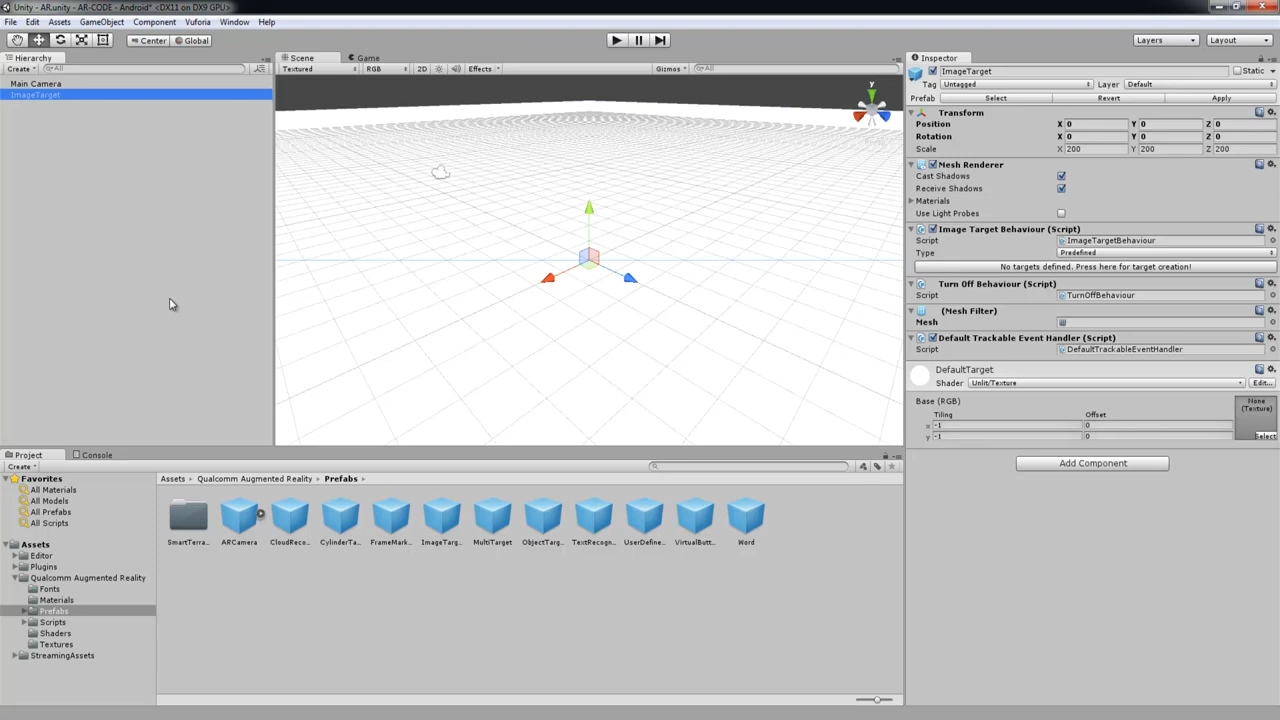 Unity - AR.unity - AR-CODE - Android* <DX11 on DX9 GPU>
File Edit Assets GameObject Component Vuforia Window Help
Center Global Layers Layout
Hierarchy
Create All
Main Camera
ImageTarget
Scene Game
Textured RGB 2D Effects Gizmos All
y
Inspector
ImageTarget Static
Tag Untagged Layer Default
Prefab Select Revert Apply
Transform
Position X 0 Y 0 Z 0
Rotation X 0 Y 0 Z 0
Scale X 200 Y 200 Z 200
Mesh Renderer
Cast Shadows
Receive Shadows
Materials
Use Light Probes
Image Target Behaviour (Script)
Script ImageTargetBehaviour
Type Predefined
No targets defined. Press here for target creation!
Turn Off Behaviour (Script)
Script TurnOffBehaviour
(Mesh Filter)
Mesh
Default Trackable Event Handler (Script)
Script DefaultTrackableEventHandler
DefaultTarget
Shader Unlit/Texture Edit...
Base (RGB) None
(Texture)
Tiling Offset
x -1 0
y -1 0
Select
Add Component
Project Console
Create
Favorites
All Materials
All Models
All Prefabs
All Scripts
Assets
Editor
Plugins
Qualcomm Augmented Reality
Fonts
Materials
Prefabs
Scripts
Shaders
Textures
StreamingAssets
Assets Qualcomm Augmented Reality Prefabs
SmartTerra... ARCamera CloudReco... CylinderTa... FrameMark... ImageTarg... MultiTarget ObjectTarg... TextRecogn... UserDefine... VirtualButt... Word